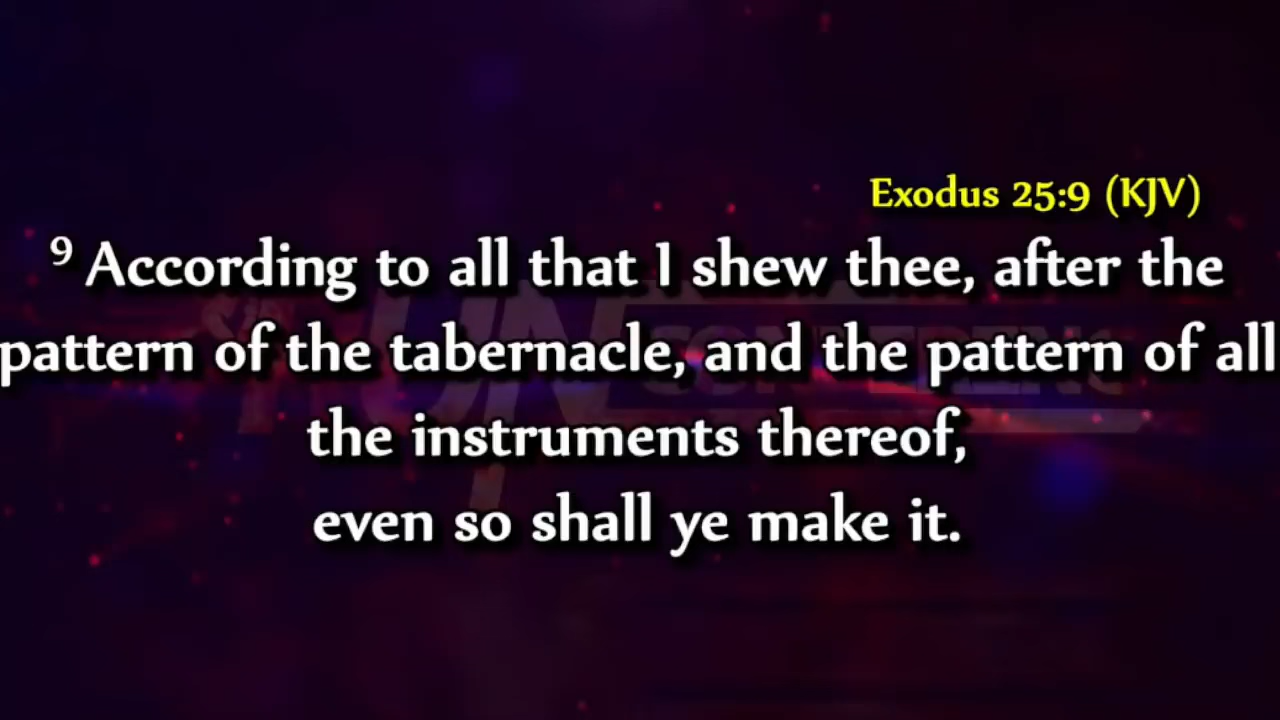 Exodus 25:9 (KJV)
9 According to all that I shew thee, after the
pattern of the tabernacle, and the pattern of all
the instruments thereof,
even so shall ye make it.